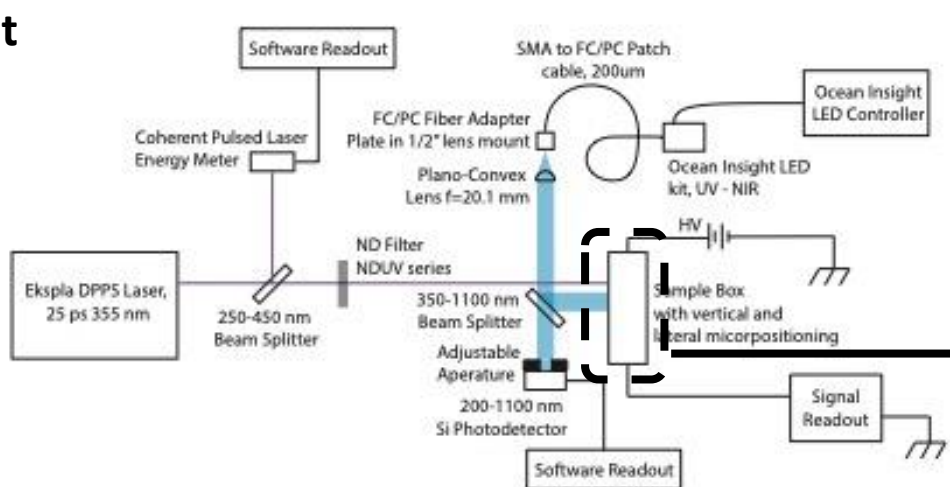 t
Software Readout
SMA to FC/PC Patch
cable, 200um
Ocean Insight
LED Controller
Coherent Pulsed Laser
Energy Meter
FC/PC Fiber Adapter
Plate in 1/2" lens mount
Ocean Insight LED
kit, UV - NIR
Plano-Convex
Lens f=20.1 mm
HV
ND Filter
NDUV series
Ekspla DPPS Laser,
25 ps 355 nm
250-450 nm
Beam Splitter
350-1100 nm
Beam Splitter
Sample Box
with vertical and
lateral micorpositioning
Adjustable
Aperature
200-1100 nm
Si Photodetector
Signal
Readout
Software Readout